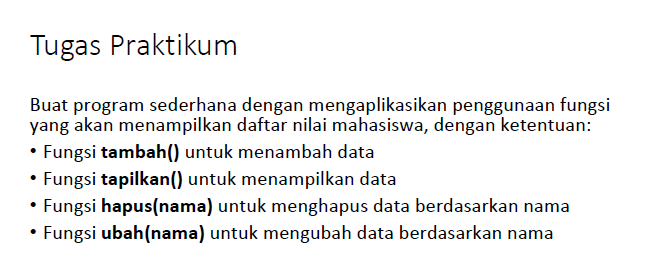 Tugas Praktikum
Buat program sederhana dengan mengaplikasikan penggunaan fungsi
yang akan menampilkan daftar nilai mahasiswa, dengan ketentuan:
• Fungsi tambah() untuk menambah data
• Fungsi tapilkan() untuk menampilkan data
• Fungsi hapus(nama) untuk menghapus data berdasarkan nama
• Fungsi ubah(nama) untuk mengubah data berdasarkan nama